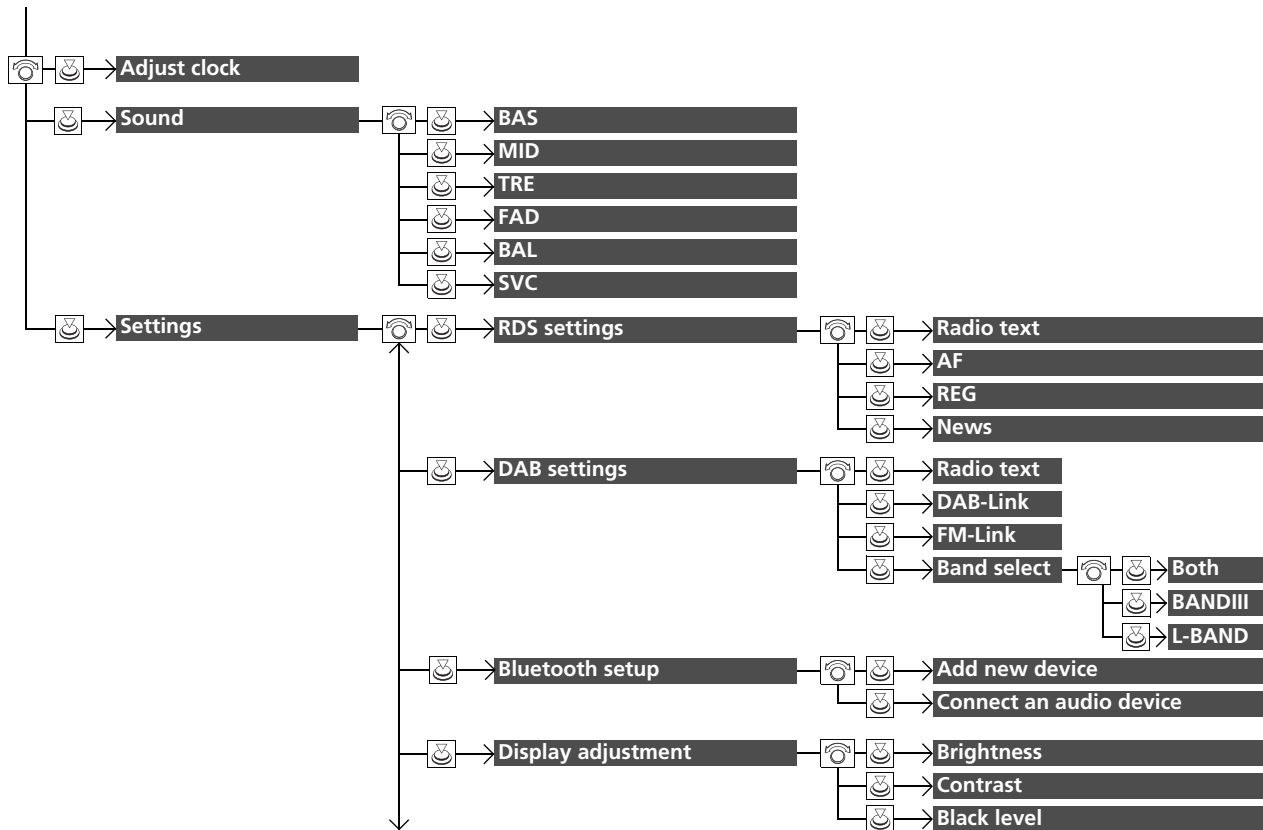 Adjust clock
Sound
BAS
MID
TRE
FAD
BAL
SVC
Settings
RDS settings
Radio text
AF
REG
News
DAB settings
Radio text
DAB-Link
FM-Link
Band select
Both
BANDIII
L-BAND
Bluetooth setup
Add new device
Connect an audio device
Display adjustment
Brightness
Contrast
Black level